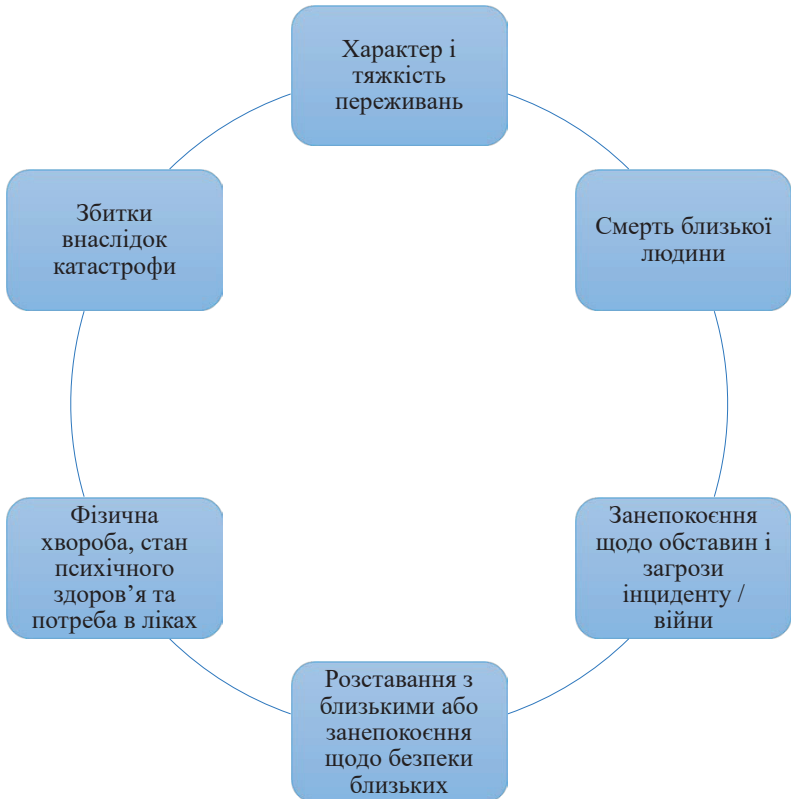 Характер і
тяжкість
переживань
Смерть близької
людини
Занепокоєння
щодо обставин і
загрози
інциденту /
війни
Розставання з
близькими або
занепокоєння
щодо безпеки
близьких
Фізична
хвороба, стан
психічного
здоров’я та
потреба в ліках
Збитки
внаслідок
катастрофи